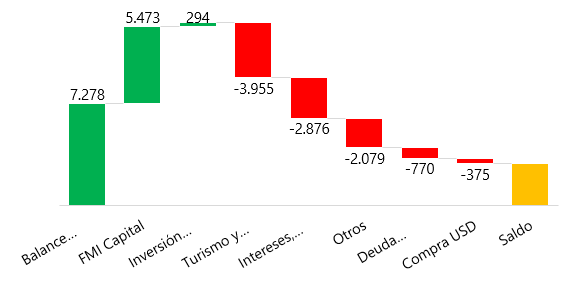 5.473
294
7.278
-3.955
-2.876
-2.079
-770
-375
Balance...
FMI Capital
Inversión...
Turismo y...
Intereses,...
Otros
Deuda...
Compra USD
Saldo